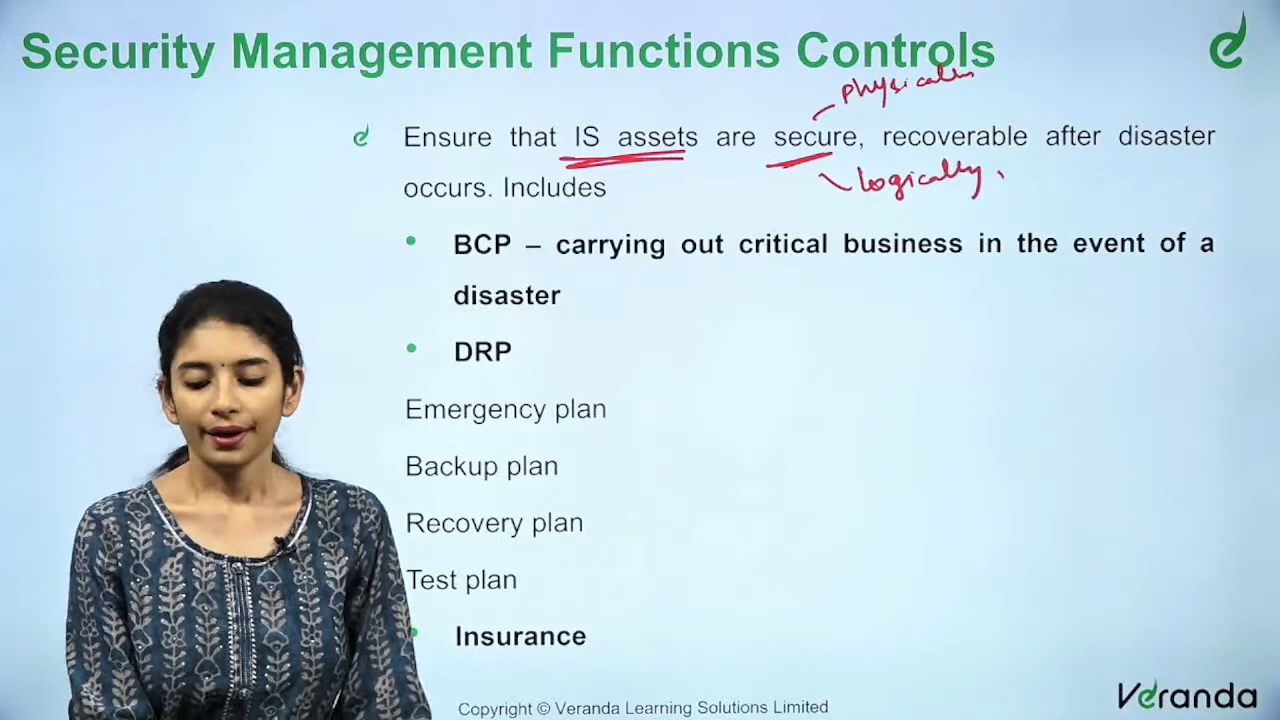 Security Management Functions Controls
physically
Ensure that IS assets are secure, recoverable after disaster
logically,
occurs. Includes
BCP – carrying out critical business in the event of a
disaster
DRP
Emergency plan
Backup plan
Recovery plan
Test plan
Insurance
Copyright © Veranda Learning Solutions Limited
Veranda